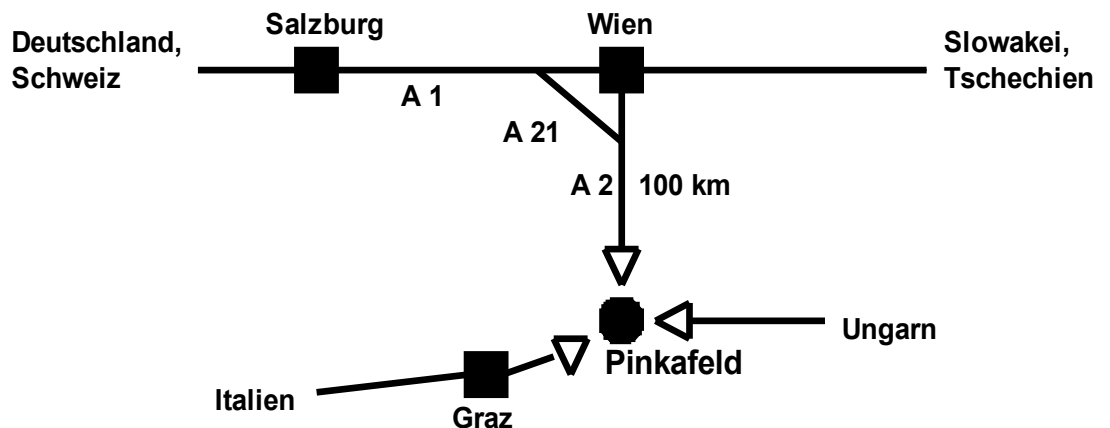 Salzburg
Wien
Deutschland,
Schweiz
Slowakei,
Tschechien
A 1
A 21
A 2
100 km
Ungarn
Pinkafeld
Italien
Graz